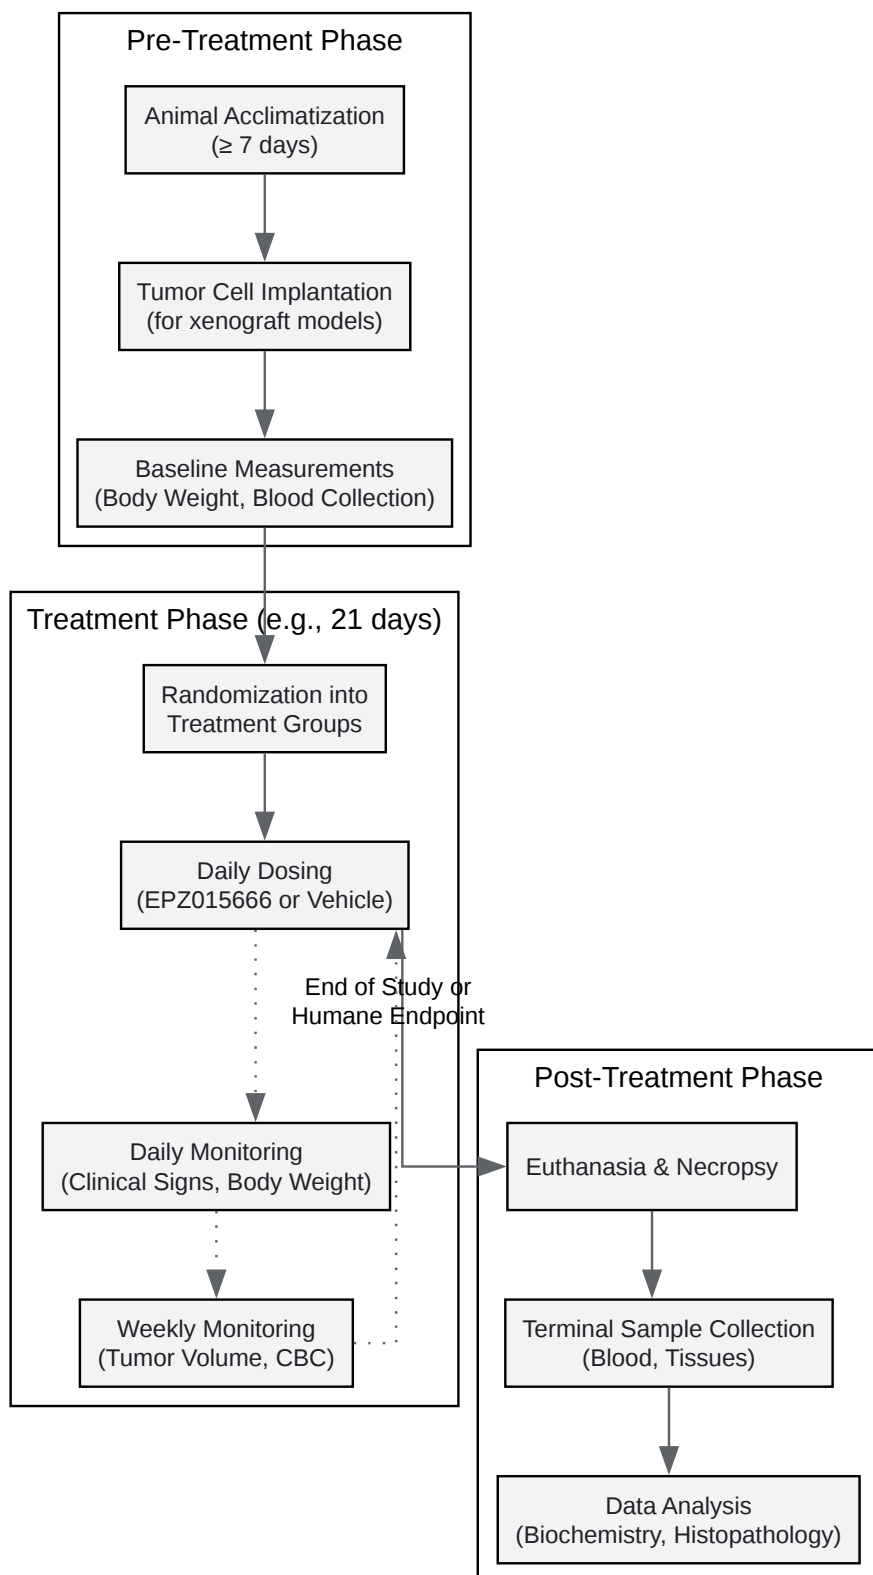 Pre-Treatment Phase
Animal Acclimatization
(≥ 7 days)
Tumor Cell Implantation
(for xenograft models)
Baseline Measurements
(Body Weight, Blood Collection)
Treatment Phase (e.g., 21 days)
Randomization into
Treatment Groups
Daily Dosing
(EPZ015666 or Vehicle)
End of Study or
Humane Endpoint
Daily Monitoring
(Clinical Signs, Body Weight)
Weekly Monitoring
(Tumor Volume, CBC)
Post-Treatment Phase
Euthanasia & Necropsy
Terminal Sample Collection
(Blood, Tissues)
Data Analysis
(Biochemistry, Histopathology)